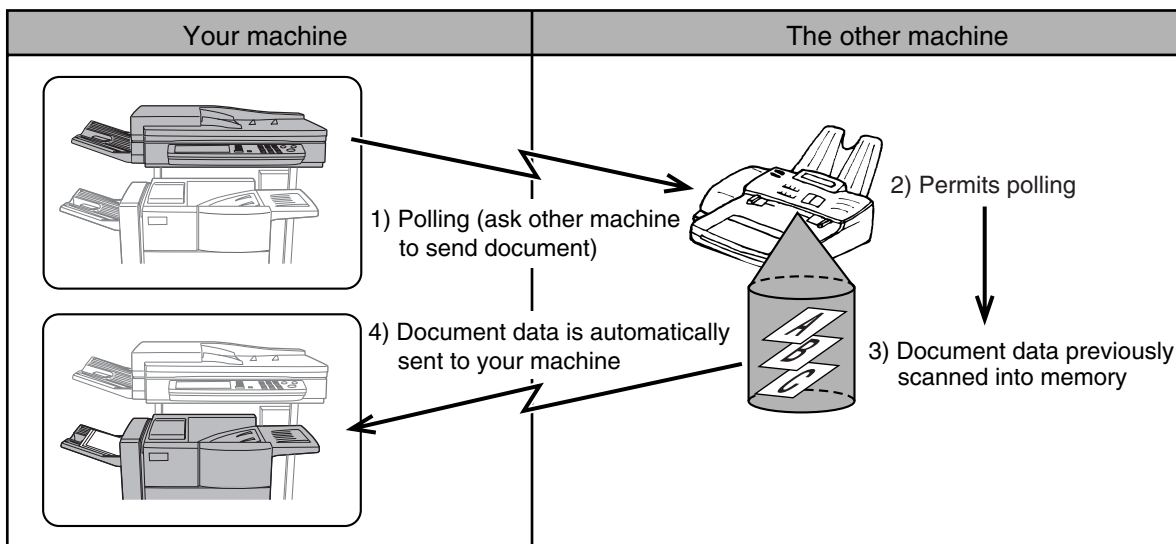 Your machine
The other machine
1) Polling (ask other machine
to send document)
2) Permits polling
A
B
C
3) Document data previously
scanned into memory
4) Document data is automatically
sent to your machine